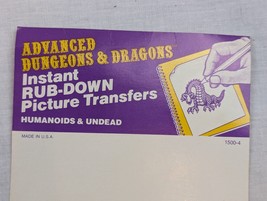 ADVANCED
DUNGEONS & DRAGONS
Instant
RUB-DOWN
Picture Transfers
HUMANOIDS & UNDEAD
MADE IN U.S.A.
1500-4